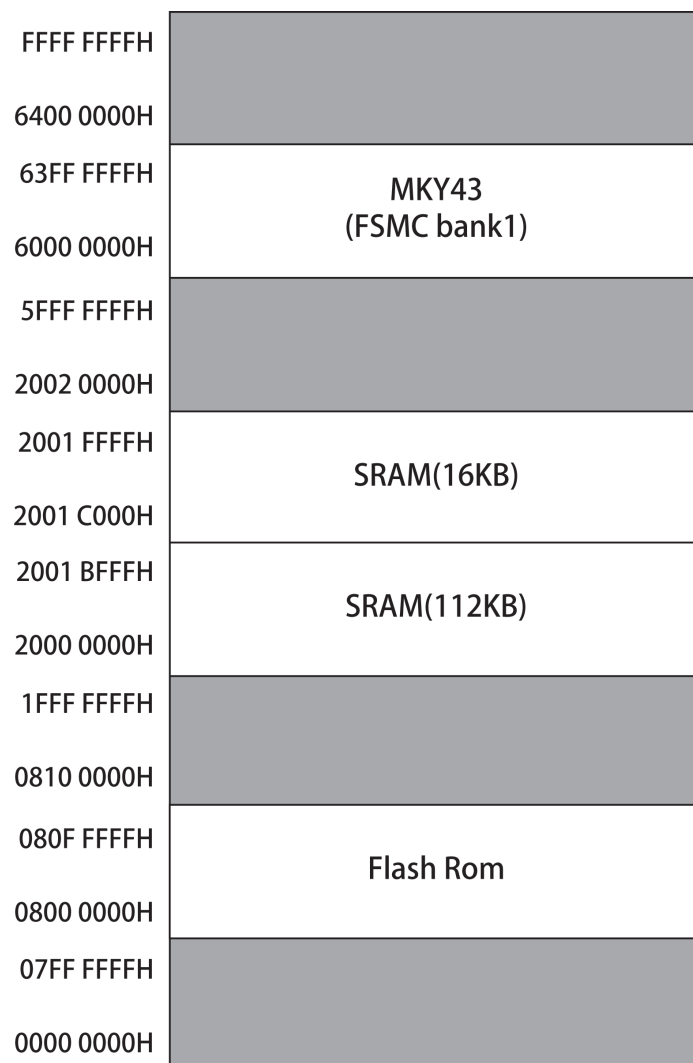 FFFF FFFFH
6400 0000H
63FF FFFFH
MKY43
(FSMC bank1)
6000 0000H
5FFF FFFFH
2002 0000H
2001 FFFFH
SRAM(16KB)
2001 C000H
2001 BFFFH
SRAM(112KB)
2000 0000H
1FFF FFFFH
0810 0000H
080F FFFFH
Flash Rom
0800 0000H
07FF FFFFH
0000 0000H